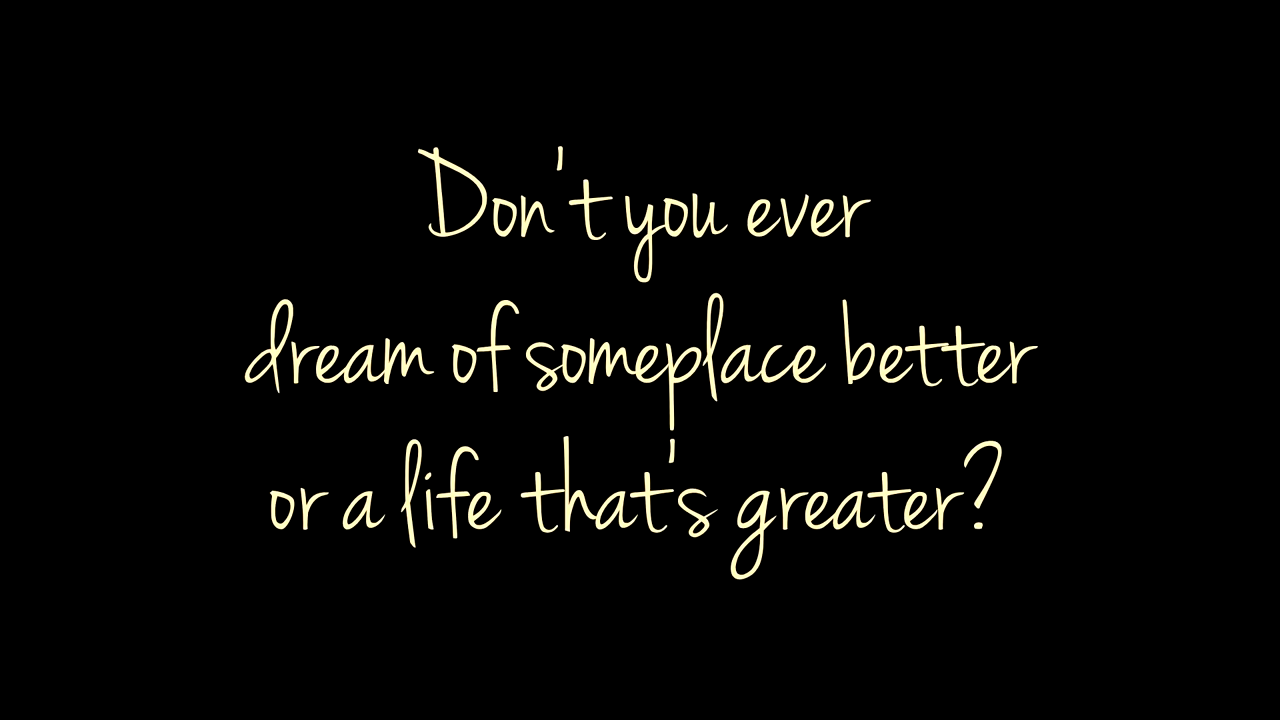 Don't you ever
dream of someplace better
or a life that's greater?